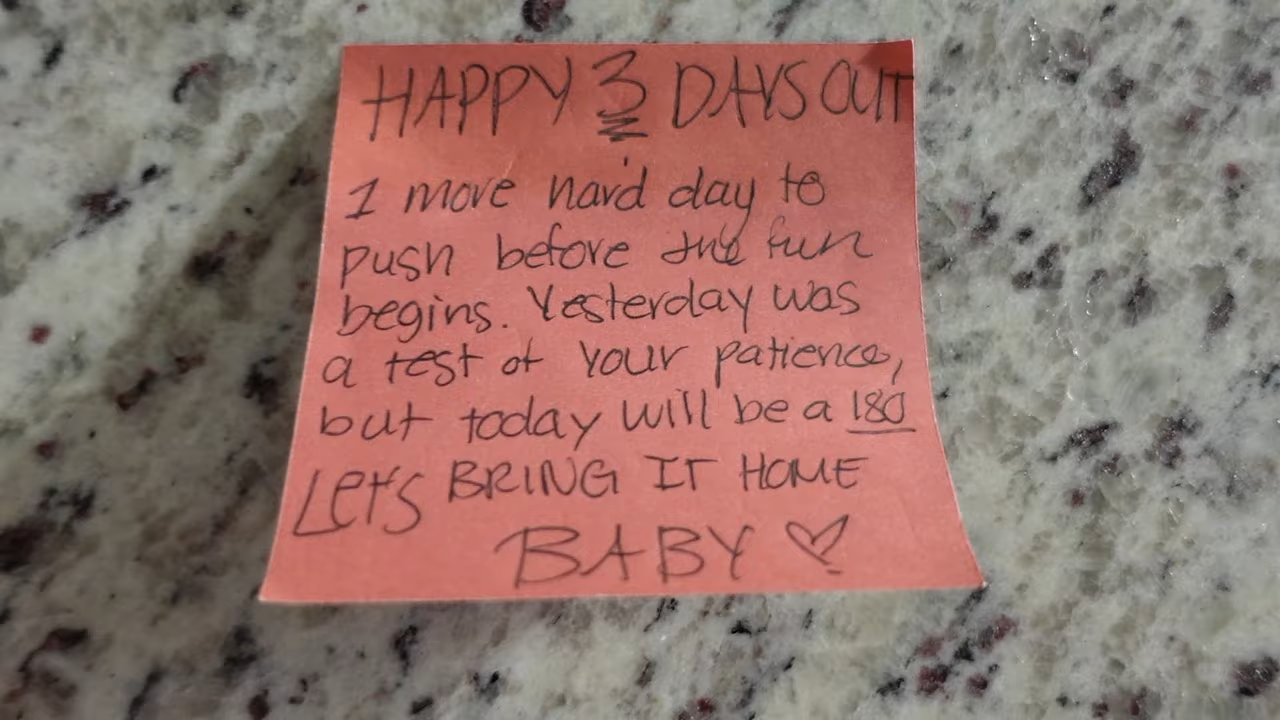 HAPPY 3 DAYS OUT
1 more hard day to
push before the fun
begins. Yesterday was
a test of your patience,
but today will be a 180
Let's BRING IT HOME
BABY ♡